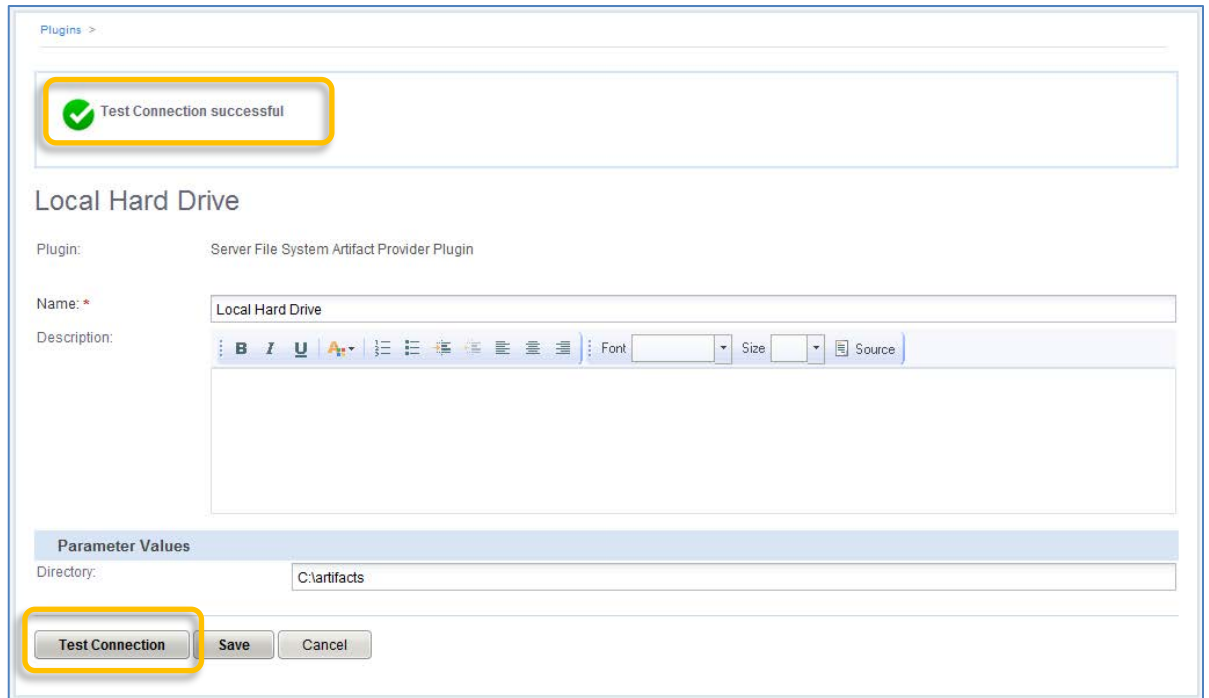 Plugins >
Test Connection successful
Local Hard Drive
Plugin: Server File System Artifact Provider Plugin
Name: * Local Hard Drive
Description:
B I U A Font Size Source
Parameter Values
Directory: C:\artifacts
Test Connection Save Cancel